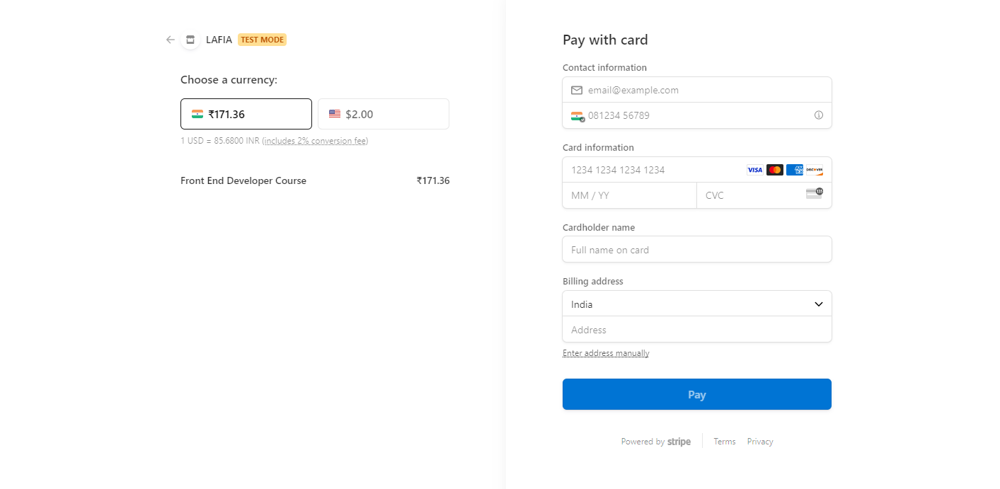 LAFIA TEST MODE
Choose a currency:
₹171.36 $2.00
1 USD = 85.6800 INR (includes 2% conversion fee)
Front End Developer Course ₹171.36
Pay with card
Contact information
email@example.com
081234 56789
Card information
1234 1234 1234 1234 VISA AMEX DISCOVER
MM / YY CVC 135
Cardholder name
Full name on card
Billing address
India
Address
Enter address manually
Pay
Powered by stripe Terms Privacy